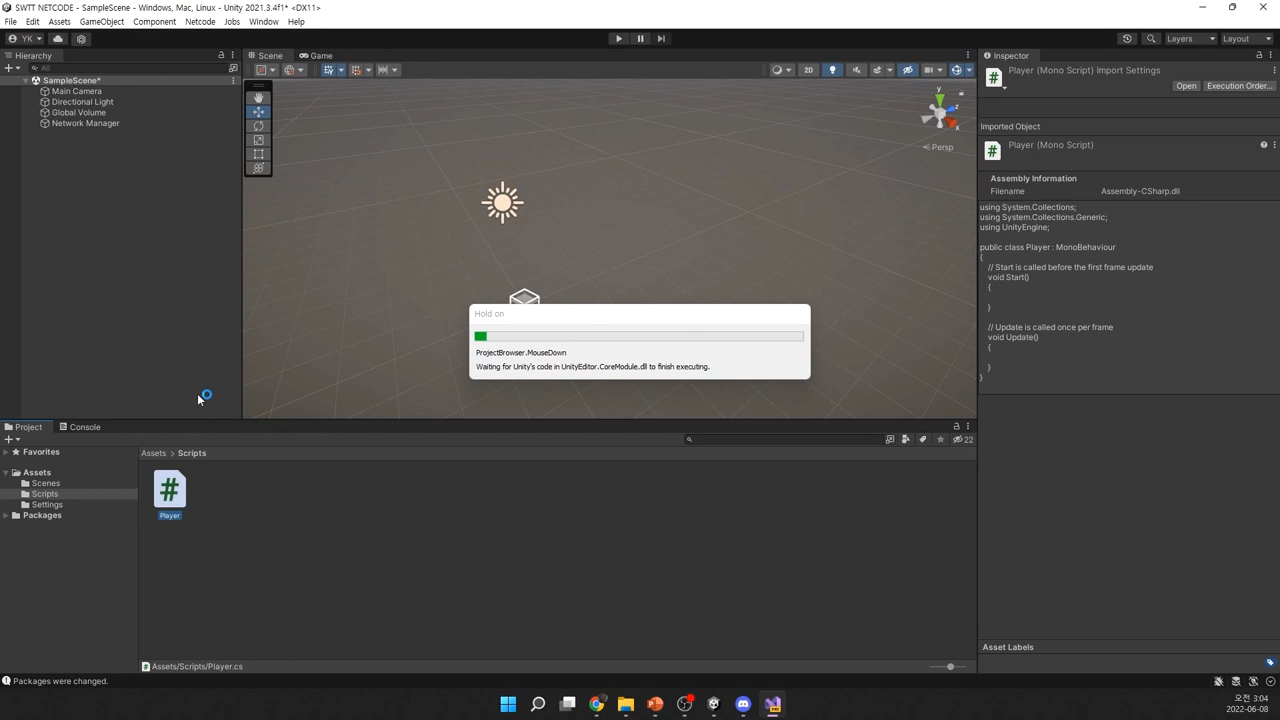 SWTT NETCODE - SampleScene - Windows, Mac, Linux - Unity 2021.3.4f1* <DX11>
File Edit Assets GameObject Component Netcode Jobs Window Help
YK Layers Layout
Hierarchy
All
SampleScene*
Main Camera
Directional Light
Global Volume
Network Manager
Scene Game
2D
y
z
x
Persp
Hold on
ProjectBrowser.MouseDown
Waiting for Unity's code in UnityEditor.CoreModule.dll to finish executing.
Inspector
Player (Mono Script) Import Settings
Open Execution Order...
Imported Object
Player (Mono Script)
Assembly Information
Filename Assembly-CSharp.dll
using System.Collections;
using System.Collections.Generic;
using UnityEngine;
public class Player : MonoBehaviour
{
// Start is called before the first frame update
void Start()
{
}
// Update is called once per frame
void Update()
{
}
}
Asset Labels
Project Console
22
Favorites
Assets
Scenes
Scripts
Settings
Packages
Assets > Scripts
#
Player
Assets/Scripts/Player.cs
Packages were changed.
오전 3:04
2022-06-08